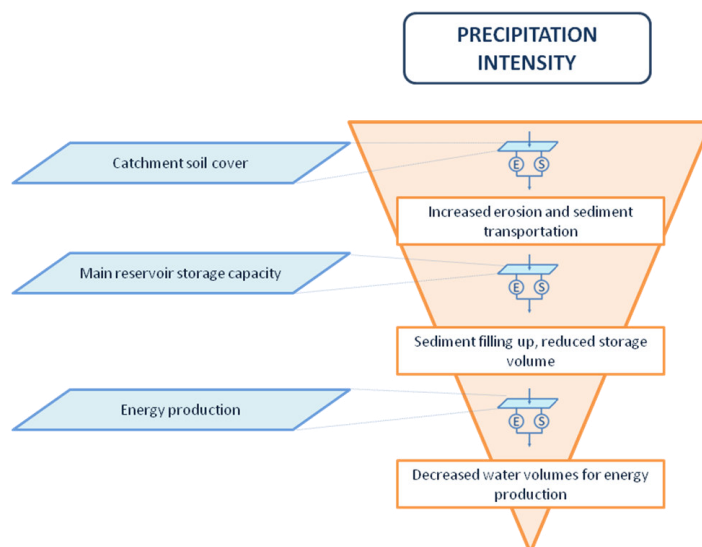 PRECIPITATION
INTENSITY
Catchment soil cover
E S
Increased erosion and sediment
transportation
Main reservoir storage capacity
E S
Sediment filling up, reduced storage
volume
Energy production
E S
Decreased water volumes for energy
production